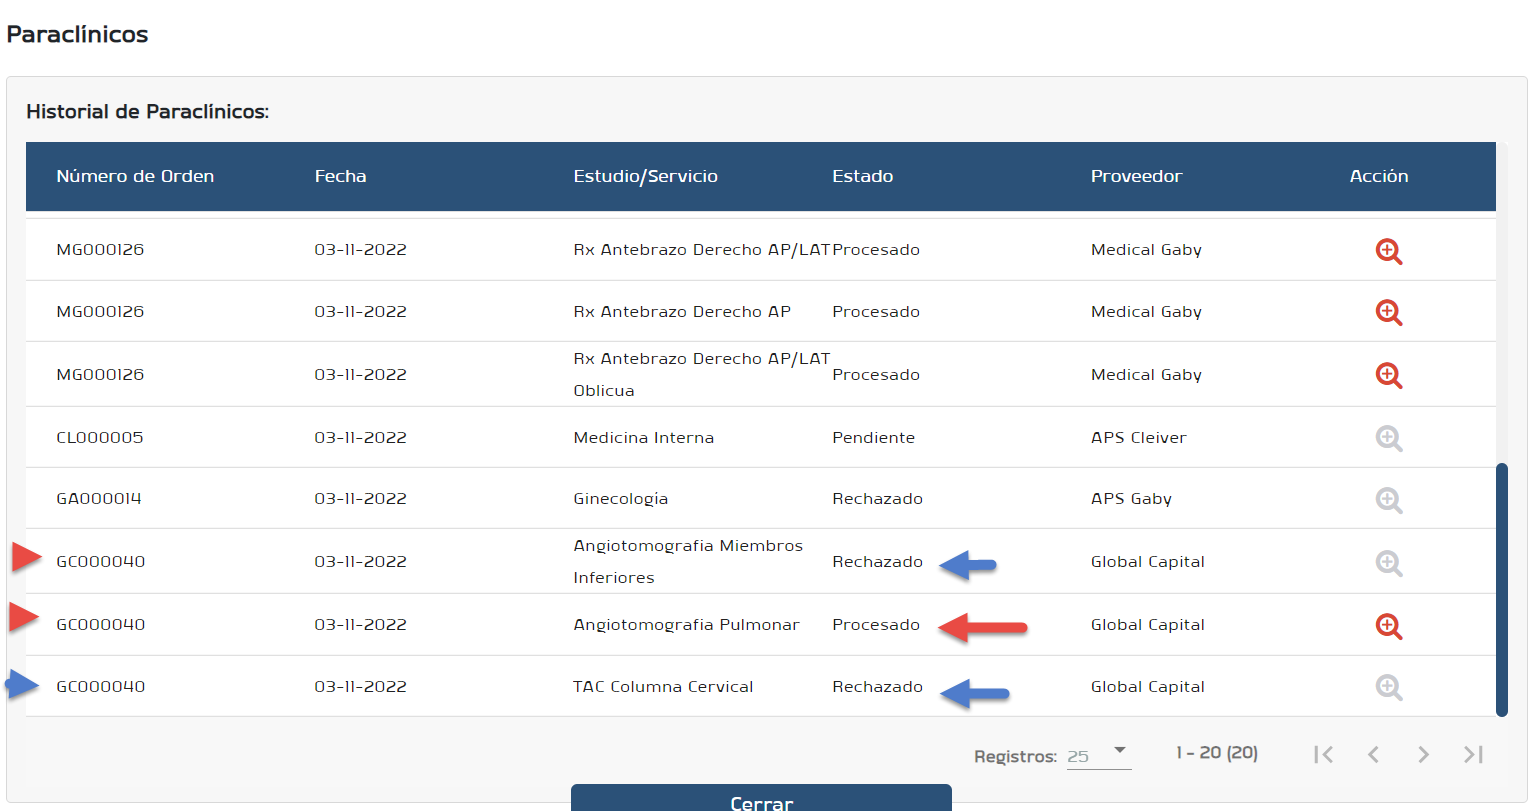 Paraclínicos
Historial de Paraclínicos:
Número de Orden Fecha Estudio/Servicio Estado Proveedor Acción
MG000126 03-11-2022 Rx Antebrazo Derecho AP/LAT Procesado Medical Gaby
MG000126 03-11-2022 Rx Antebrazo Derecho AP Procesado Medical Gaby
MG000126 03-11-2022 Rx Antebrazo Derecho AP/LAT Oblicua Procesado Medical Gaby
CL000005 03-11-2022 Medicina Interna Pendiente APS Cleiver
GA000014 03-11-2022 Ginecologia Rechazado APS Gaby
GC000040 03-11-2022 Angiotomografia Miembros Inferiores Rechazado Global Capital
GC000040 03-11-2022 Angiotomografia Pulmonar Procesado Global Capital
GC000040 03-11-2022 TAC Columna Cervical Rechazado Global Capital
Registros: 25 1 - 20 (20)
Cerrar